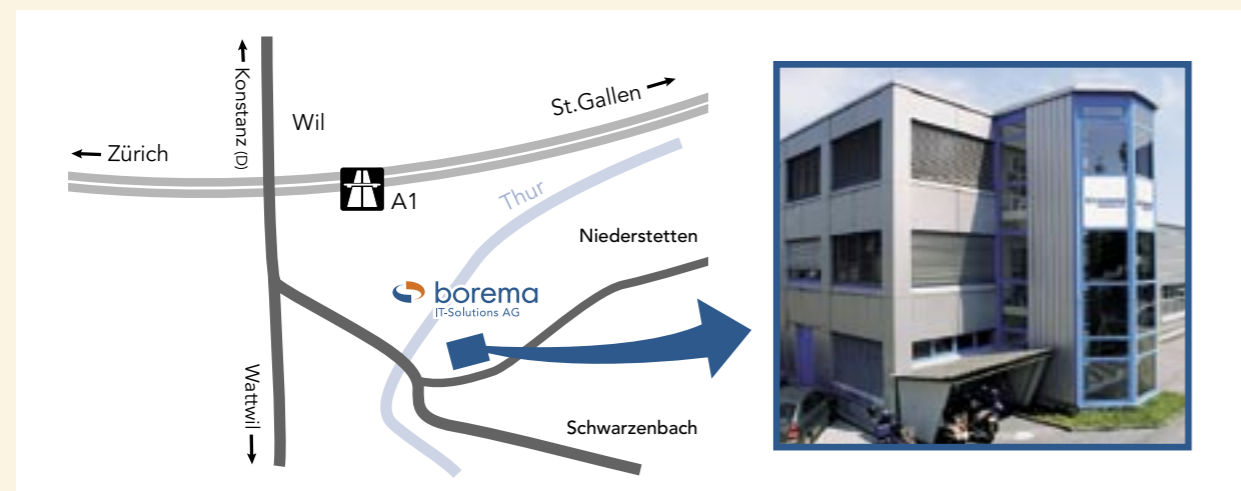 Konstanz (D)
Wil
St.Gallen
Zürich
A1
Thur
Niederstetten
borema
IT-Solutions AG
Wattwil
Schwarzenbach